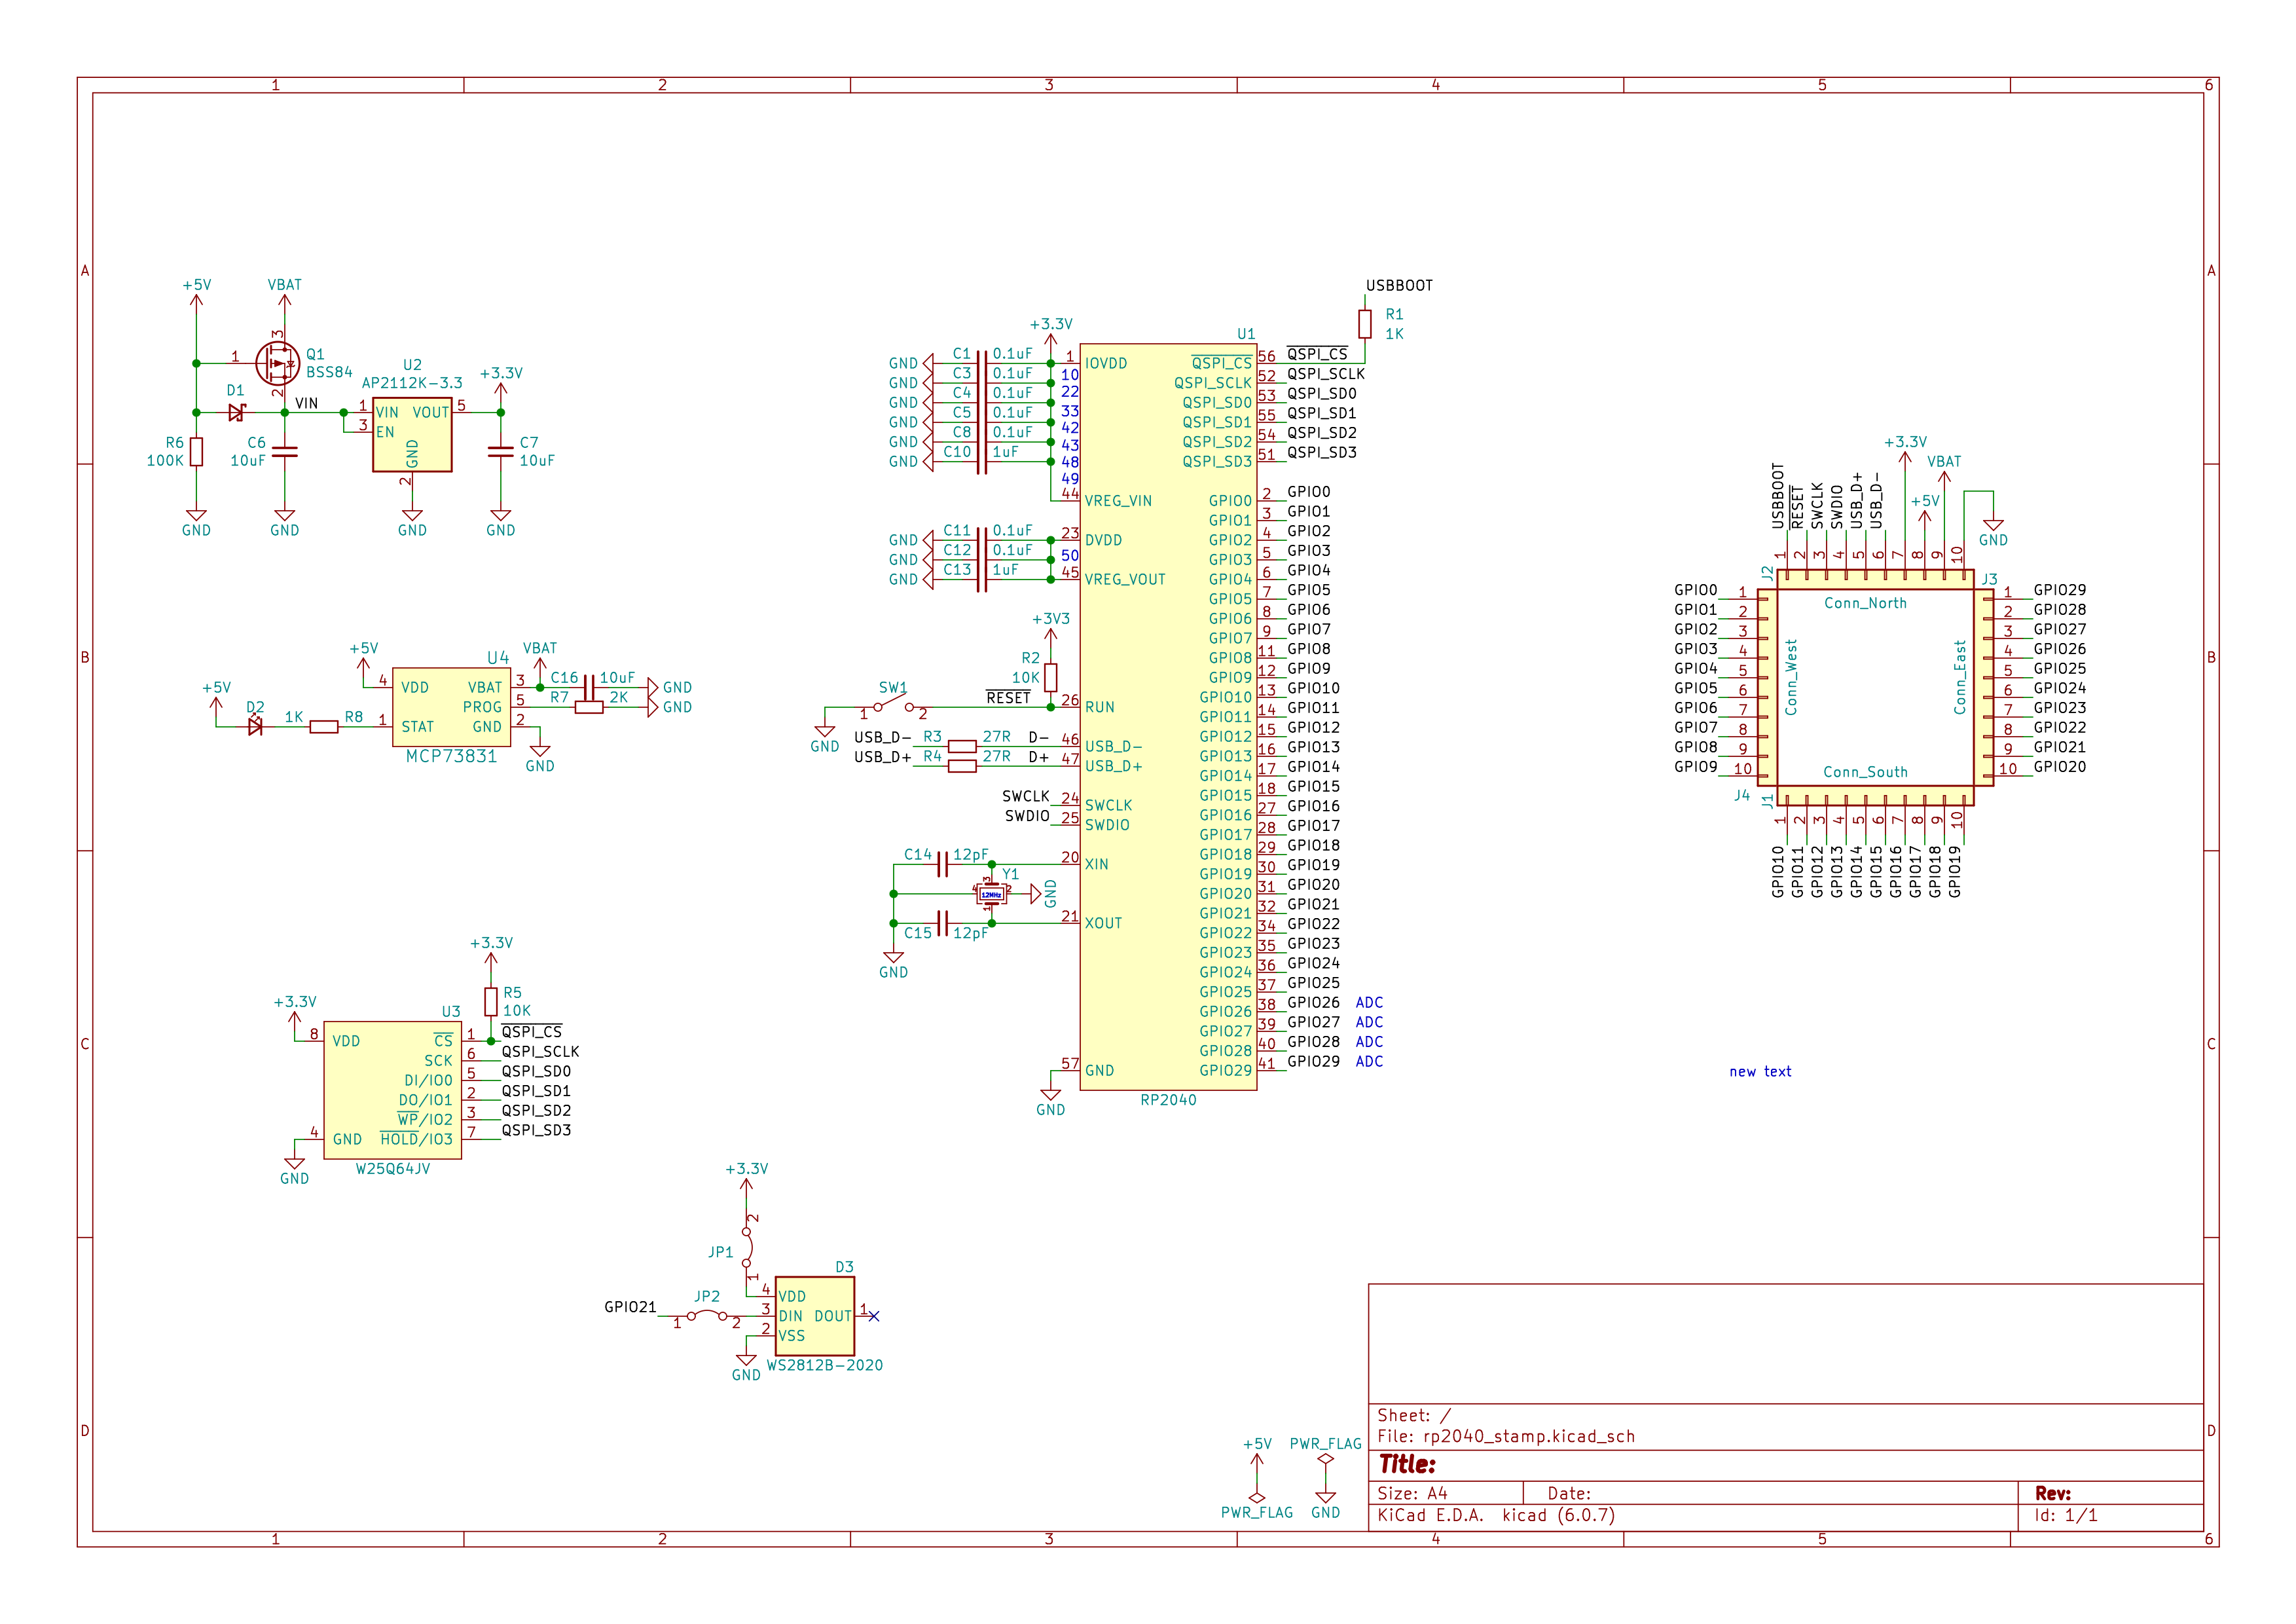 1 2 3 4 5 6
A A
B B
C C
D D
+5V VBAT
3
1 Q1
BSS84
2
D1 VIN
U2
AP2112K-3.3
1 VIN VOUT 5
3 EN
GND
2
+3.3V
R6
100K
C6
10uF
C7
10uF
GND GND GND GND
+5V VBAT
U4
4 VDD VBAT 3
PROG 5
1 STAT GND 2
MCP73831
C16 10uF GND
R7 2K GND
+5V
D2 1K R8
GND
+3.3V
R5
10K
+3.3V
U3
8 VDD CS 1 QSPI_CS
SCK 6 QSPI_SCLK
DI/IO0 5 QSPI_SD0
DO/IO1 2 QSPI_SD1
WP/IO2 3 QSPI_SD2
4 GND HOLD/IO3 7 QSPI_SD3
W25Q64JV
GND
+3.3V
2
JP1
1
D3
GPIO21 1 JP2 2
4 VDD
3 DIN DOUT 1
2 VSS
WS2812B-2020
GND
+3.3V
GND C1 0.1uF
GND C3 0.1uF
GND C4 0.1uF
GND C5 0.1uF
GND C8 0.1uF
GND C10 1uF
10
22
33
42
43
48
49
GND C11 0.1uF
GND C12 0.1uF
GND C13 1uF
50
+3V3
R2
10K
SW1
1 2
RESET
GND
USB_D- R3 27R D-
USB_D+ R4 27R D+
SWCLK
SWDIO
C14 12pF
Y1
3
4 12MHz 2
1
GND
C15 12pF
GND
GND
U1
1 IOVDD
44 VREG_VIN
23 DVDD
45 VREG_VOUT
26 RUN
46 USB_D-
47 USB_D+
24 SWCLK
25 SWDIO
20 XIN
21 XOUT
57 GND
RP2040
USBBOOT
R1
1K
QSPI_CS 56 QSPI_CS
QSPI_SCLK 52 QSPI_SCLK
QSPI_SD0 53 QSPI_SD0
QSPI_SD1 55 QSPI_SD1
QSPI_SD2 54 QSPI_SD2
QSPI_SD3 51 QSPI_SD3
GPIO0 2 GPIO0
GPIO1 3 GPIO1
GPIO2 4 GPIO2
GPIO3 5 GPIO3
GPIO4 6 GPIO4
GPIO5 7 GPIO5
GPIO6 8 GPIO6
GPIO7 9 GPIO7
GPIO8 11 GPIO8
GPIO9 12 GPIO9
GPIO10 13 GPIO10
GPIO11 14 GPIO11
GPIO12 15 GPIO12
GPIO13 16 GPIO13
GPIO14 17 GPIO14
GPIO15 18 GPIO15
GPIO16 27 GPIO16
GPIO17 28 GPIO17
GPIO18 29 GPIO18
GPIO19 30 GPIO19
GPIO20 31 GPIO20
GPIO21 32 GPIO21
GPIO22 34 GPIO22
GPIO23 35 GPIO23
GPIO24 36 GPIO24
GPIO25 37 GPIO25
GPIO26 38 GPIO26 ADC
GPIO27 39 GPIO27 ADC
GPIO28 40 GPIO28 ADC
GPIO29 41 GPIO29 ADC
+3.3V
VBAT
+5V
GND
USBBOOT RESET SWCLK SWDIO USB_D+ USB_D-
1 2 3 4 5 6 7 8 9 10
J2 J3
Conn_North
Conn_West
Conn_East
Conn_South
GPIO0 1 1 GPIO29
GPIO1 2 2 GPIO28
GPIO2 3 3 GPIO27
GPIO3 4 4 GPIO26
GPIO4 5 5 GPIO25
GPIO5 6 6 GPIO24
GPIO6 7 7 GPIO23
GPIO7 8 8 GPIO22
GPIO8 9 9 GPIO21
GPIO9 10 10 GPIO20
J4 J1
1 2 3 4 5 6 7 8 9 10
GPIO10 GPIO11 GPIO12 GPIO13 GPIO14 GPIO15 GPIO16 GPIO17 GPIO18 GPIO19
new text
+5V PWR_FLAG
PWR_FLAG GND
Sheet: /
File: rp2040_stamp.kicad_sch
Title:
Size: A4 Date: Rev:
KiCad E.D.A. kicad (6.0.7) Id: 1/1
1 2 3 4 5 6